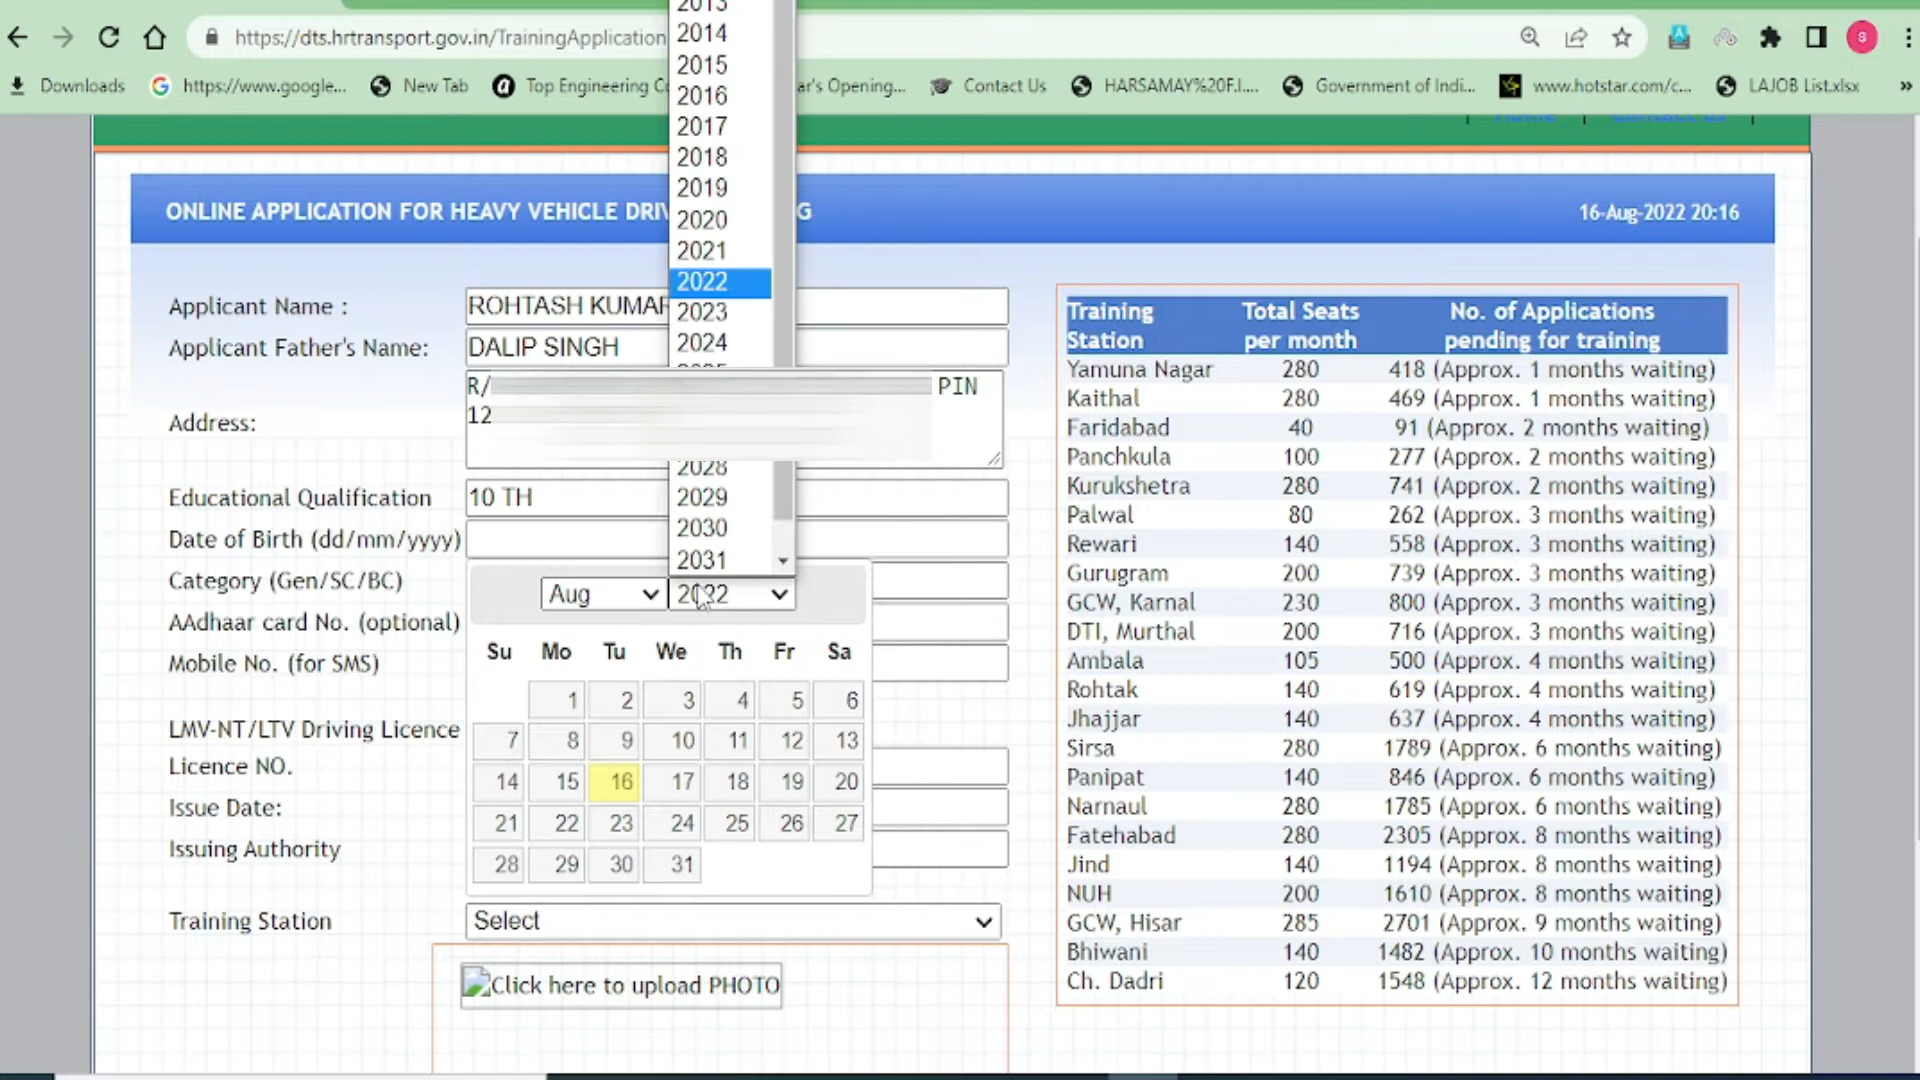 https://dts.hrtransport.gov.in/TrainingApplication
S
Downloads
https://www.google...
New Tab
Top Engineering Co
ar's Opening...
Contact Us
HARSAMAY%20F.I....
Government of Indi...
www.hotstar.com/c...
LAJOB List.xlsx
»
Home
Contact Us
ONLINE APPLICATION FOR HEAVY VEHICLE DRIV
G
16-Aug-2022 20:16
2013
2014
2015
2016
2017
2018
2019
2020
2021
2022
2023
2024
2028
2029
2030
2031
Applicant Name :
ROHTASH KUMAR
Applicant Father's Name:
DALIP SINGH
Address:
R/
PIN
12
Educational Qualification
10 TH
Date of Birth (dd/mm/yyyy)
Category (Gen/SC/BC)
AAdhaar card No. (optional)
Mobile No. (for SMS)
Aug
2022
Su Mo Tu We Th Fr Sa
1 2 3 4 5 6
7 8 9 10 11 12 13
14 15 16 17 18 19 20
21 22 23 24 25 26 27
28 29 30 31
LMV-NT/LTV Driving Licence
Licence NO.
Issue Date:
Issuing Authority
Training Station
Select
Click here to upload PHOTO
Training Station Total Seats per month No. of Applications pending for training
Yamuna Nagar 280 418 (Approx. 1 months waiting)
Kaithal 280 469 (Approx. 1 months waiting)
Faridabad 40 91 (Approx. 2 months waiting)
Panchkula 100 277 (Approx. 2 months waiting)
Kurukshetra 280 741 (Approx. 2 months waiting)
Palwal 80 262 (Approx. 3 months waiting)
Rewari 140 558 (Approx. 3 months waiting)
Gurugram 200 739 (Approx. 3 months waiting)
GCW, Karnal 230 800 (Approx. 3 months waiting)
DTI, Murthal 200 716 (Approx. 3 months waiting)
Ambala 105 500 (Approx. 4 months waiting)
Rohtak 140 619 (Approx. 4 months waiting)
Jhajjar 140 637 (Approx. 4 months waiting)
Sirsa 280 1789 (Approx. 6 months waiting)
Panipat 140 846 (Approx. 6 months waiting)
Narnaul 280 1785 (Approx. 6 months waiting)
Fatehabad 280 2305 (Approx. 8 months waiting)
Jind 140 1194 (Approx. 8 months waiting)
NUH 200 1610 (Approx. 8 months waiting)
GCW, Hisar 285 2701 (Approx. 9 months waiting)
Bhiwani 140 1482 (Approx. 10 months waiting)
Ch. Dadri 120 1548 (Approx. 12 months waiting)